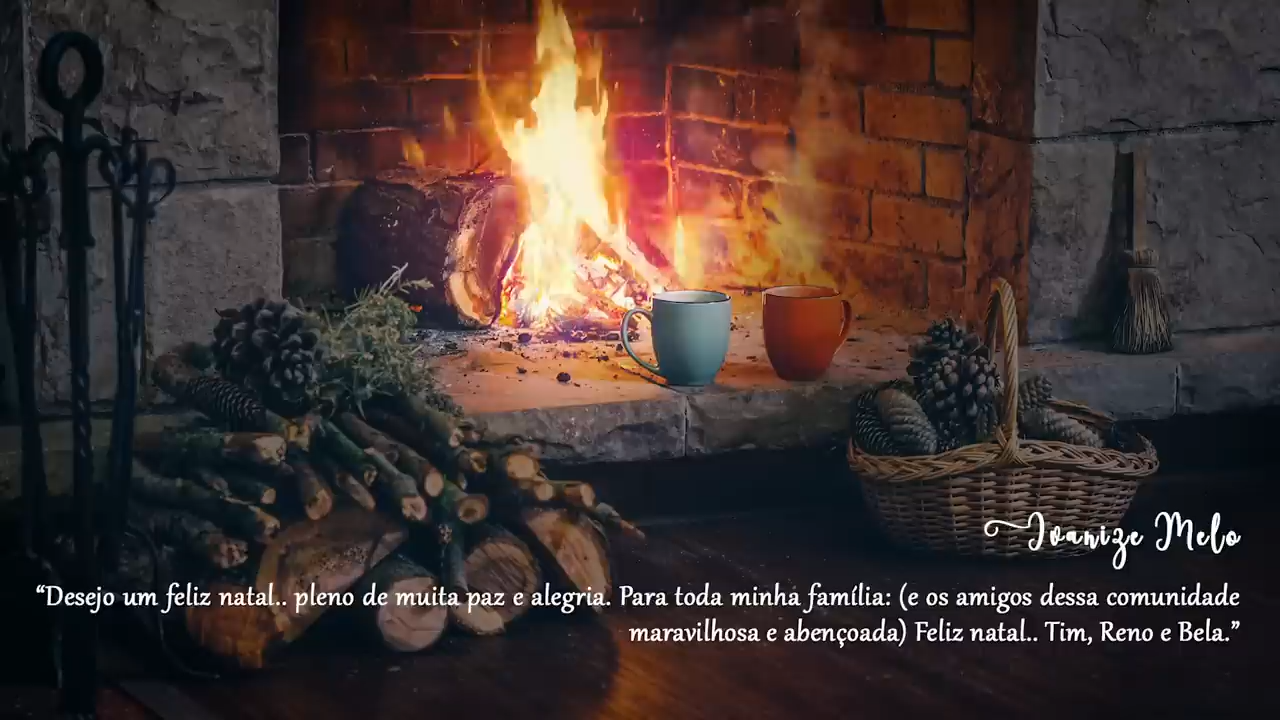 Ivanize Melo
“Desejo um feliz natal.. pleno de muita paz e alegria. Para toda minha família: (e os amigos dessa comunidade
maravilhosa e abençoada) Feliz natal.. Tim, Reno e Bela.”